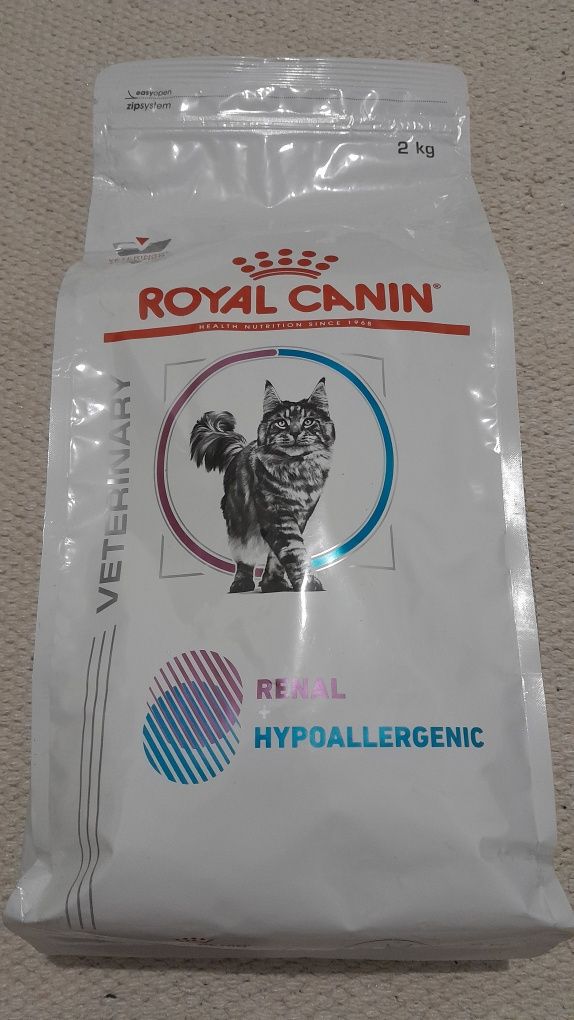 easyopen
zipsystem
2 kg
ROYAL CANIN®
HEALTH NUTRITION SINCE 1968
VETERINARY
RENAL
+
HYPOALLERGENIC